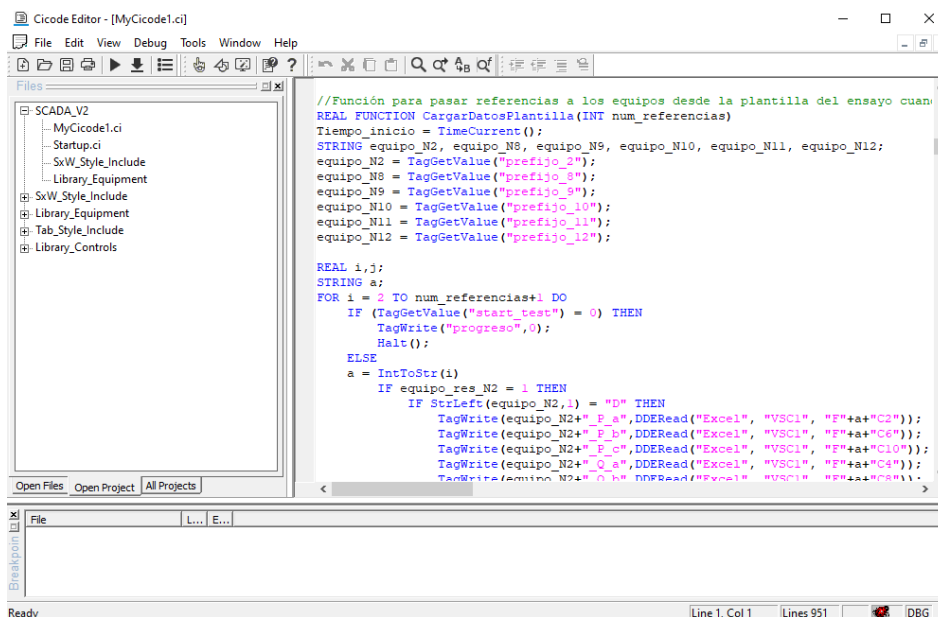 Cicode Editor - [MyCicode1.ci]
File Edit View Debug Tools Window Help
Files
SCADA_V2
MyCicode1.ci
Startup.ci
SxW_Style_Include
Library_Equipment
SxW_Style_Include
Library_Equipment
Tab_Style_Include
Library_Controls
Open Files Open Project All Projects
//Función para pasar referencias a los equipos desde la plantilla del ensayo cuan
REAL FUNCTION CargarDatosPlantilla(INT num_referencias)
Tiempo_inicio = TimeCurrent();
STRING equipo_N2, equipo_N8, equipo_N9, equipo_N10, equipo_N11, equipo_N12;
equipo_N2 = TagGetValue("prefijo_2");
equipo_N8 = TagGetValue("prefijo_8");
equipo_N9 = TagGetValue("prefijo_9");
equipo_N10 = TagGetValue("prefijo_10");
equipo_N11 = TagGetValue("prefijo_11");
equipo_N12 = TagGetValue("prefijo_12");
REAL i,j;
STRING a;
FOR i = 2 TO num_referencias+1 DO
IF (TagGetValue("start_test") = 0) THEN
TagWrite("progreso",0);
Halt();
ELSE
a = IntToStr(i)
IF equipo_res_N2 = 1 THEN
IF StrLeft(equipo_N2,1) = "D" THEN
TagWrite(equipo_N2+"_P_a",DDERead("Excel", "VSC1", "F"+a+"C2"));
TagWrite(equipo_N2+"_P_b",DDERead("Excel", "VSC1", "F"+a+"C6"));
TagWrite(equipo_N2+"_P_c",DDERead("Excel", "VSC1", "F"+a+"C10"));
TagWrite(equipo_N2+"_Q_a",DDERead("Excel", "VSC1", "F"+a+"C4"));
TagWrite(equipo_N2+"_Q_b",DDERead("Excel", "VSC1", "F"+a+"C8"));
File L... E...
Breakpoin
Ready Line 1, Col 1 Lines 951 DBG